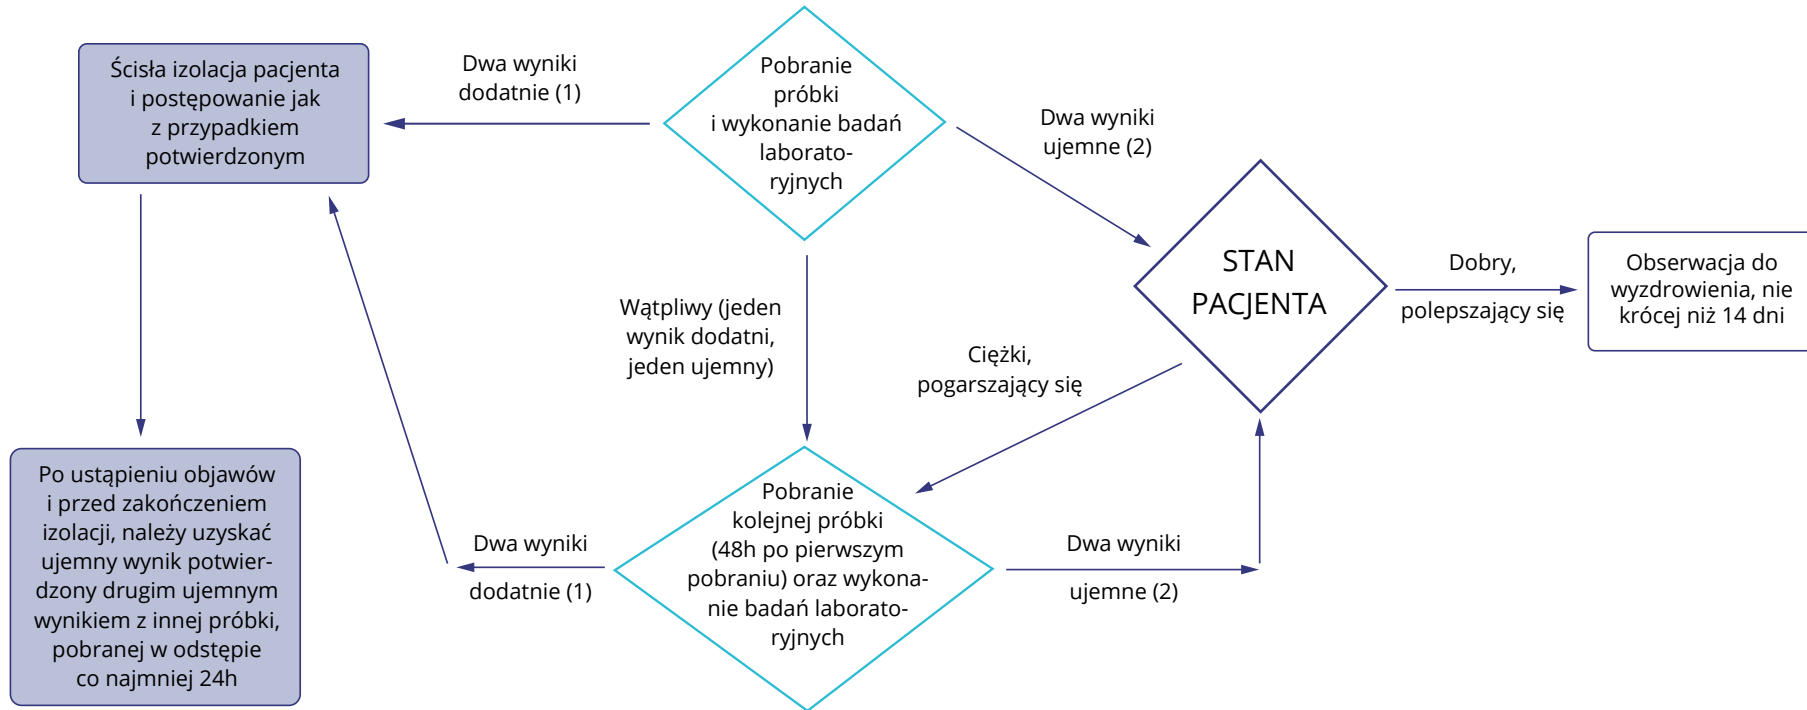 Ścisła izolacja pacjenta
i postępowanie jak
z przypadkiem
potwierdzonym
Dwa wyniki
dodatnie (1)
Pobranie
próbki
i wykonanie badań
laborato-
ryjnych
Dwa wyniki
ujemne (2)
STAN
PACJENTA
Dobry,
polepszający się
Obserwacja do
wyzdrowienia, nie
krócej niż 14 dni
Wątpliwy (jeden
wynik dodatni,
jeden ujemny)
Ciężki,
pogarszający się
Po ustąpieniu objawów
i przed zakończeniem
izolacji, należy uzyskać
ujemny wynik potwier-
dzony drugim ujemnym
wynikiem z innej próbki,
pobranej w odstępie
co najmniej 24h
Dwa wyniki
dodatnie (1)
Pobranie
kolejnej próbki
(48h po pierwszym
pobraniu) oraz wykona-
nie badań laborato-
ryjnych
Dwa wyniki
ujemne (2)